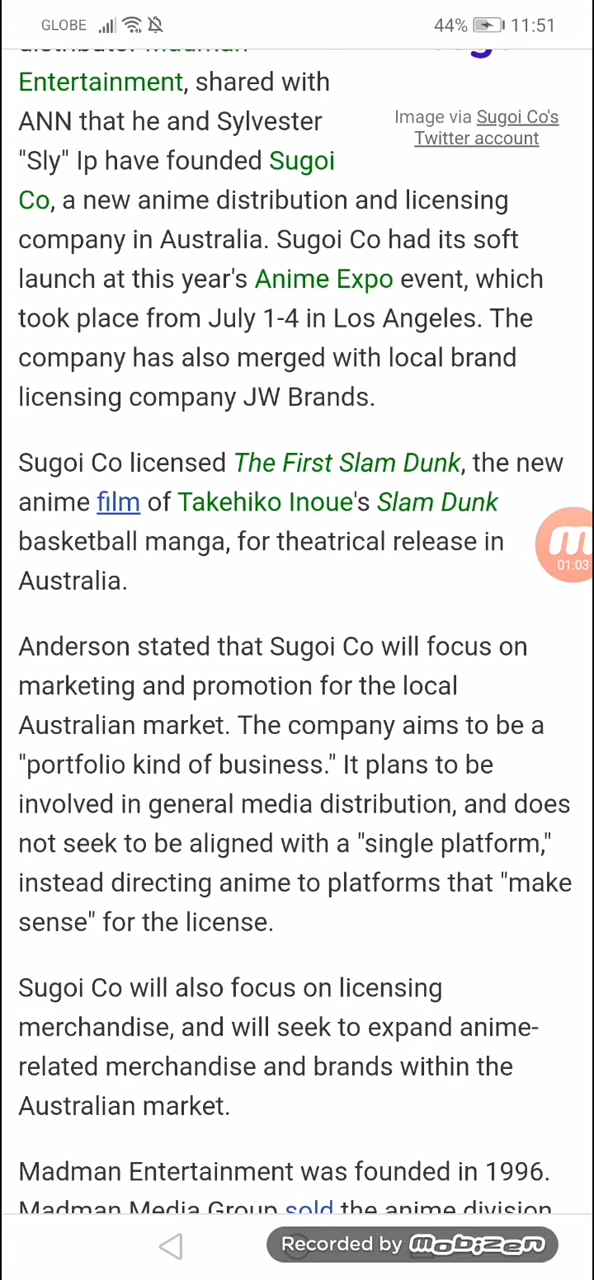 GLOBE
44%
11:51
distributor Madman
Entertainment, shared with
ANN that he and Sylvester
"Sly" Ip have founded Sugoi
Image via Sugoi Co's
Twitter account
Co, a new anime distribution and licensing
company in Australia. Sugoi Co had its soft
launch at this year's Anime Expo event, which
took place from July 1-4 in Los Angeles. The
company has also merged with local brand
licensing company JW Brands.
Sugoi Co licensed The First Slam Dunk, the new
anime film of Takehiko Inoue's Slam Dunk
basketball manga, for theatrical release in
Australia.
01:03
Anderson stated that Sugoi Co will focus on
marketing and promotion for the local
Australian market. The company aims to be a
"portfolio kind of business." It plans to be
involved in general media distribution, and does
not seek to be aligned with a "single platform,"
instead directing anime to platforms that "make
sense" for the license.
Sugoi Co will also focus on licensing
merchandise, and will seek to expand anime-
related merchandise and brands within the
Australian market.
Madman Entertainment was founded in 1996.
Madman Media Group sold the anime division
Recorded by mobizen